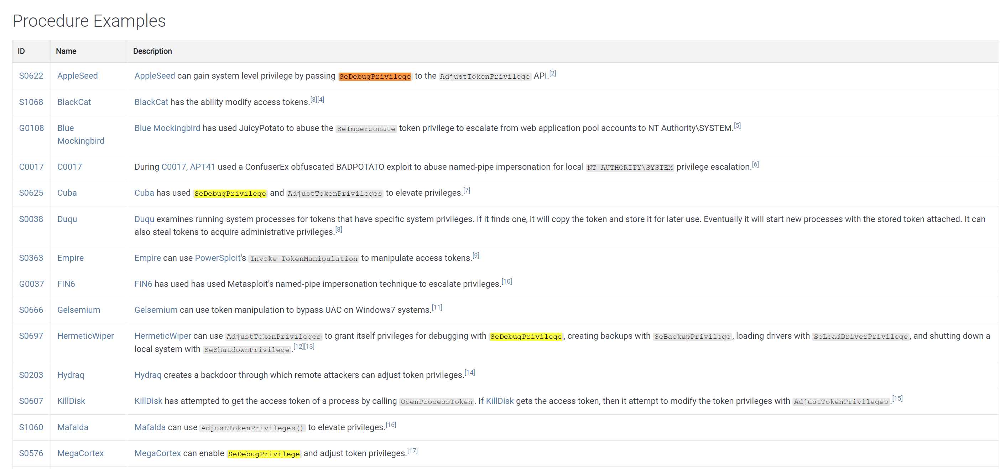 Procedure Examples
ID Name Description
S0622 AppleSeed AppleSeed can gain system level privilege by passing SeDebugPrivilege to the AdjustTokenPrivilege API.[2]
S1068 BlackCat BlackCat has the ability modify access tokens.[3][4]
G0108 Blue Mockingbird Blue Mockingbird has used JuicyPotato to abuse the SeImpersonate token privilege to escalate from web application pool accounts to NT Authority\SYSTEM.[5]
C0017 C0017 During C0017, APT41 used a ConfuserEx obfuscated BADPOTATO exploit to abuse named-pipe impersonation for local NT AUTHORITY\SYSTEM privilege escalation.[6]
S0625 Cuba Cuba has used SeDebugPrivilege and AdjustTokenPrivileges to elevate privileges.[7]
S0038 Duqu Duqu examines running system processes for tokens that have specific system privileges. If it finds one, it will copy the token and store it for later use. Eventually it will start new processes with the stored token attached. It can
also steal tokens to acquire administrative privileges.[8]
S0363 Empire Empire can use PowerSploit's Invoke-TokenManipulation to manipulate access tokens.[9]
G0037 FIN6 FIN6 has used has used Metasploit’s named-pipe impersonation technique to escalate privileges.[10]
S0666 Gelsemium Gelsemium can use token manipulation to bypass UAC on Windows7 systems.[11]
S0697 HermeticWiper HermeticWiper can use AdjustTokenPrivileges to grant itself privileges for debugging with SeDebugPrivilege, creating backups with SeBackupPrivilege, loading drivers with SeLoadDriverPrivilege, and shutting down a
local system with SeShutdownPrivilege.[12][13]
S0203 Hydraq Hydraq creates a backdoor through which remote attackers can adjust token privileges.[14]
S0607 KillDisk KillDisk has attempted to get the access token of a process by calling OpenProcessToken. If KillDisk gets the access token, then it attempt to modify the token privileges with AdjustTokenPrivileges.[15]
S1060 Mafalda Mafalda can use AdjustTokenPrivileges() to elevate privileges.[16]
S0576 MegaCortex MegaCortex can enable SeDebugPrivilege and adjust token privileges.[17]